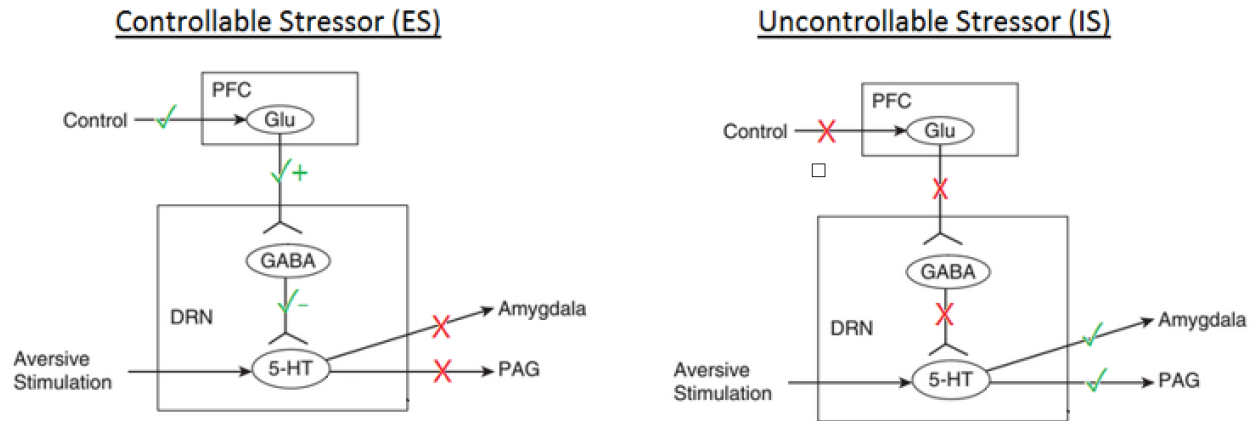 Controllable Stressor (ES)
PFC
Control
Glu
+
GABA
-
DRN
Amygdala
Aversive
Stimulation
5-HT
PAG
Uncontrollable Stressor (IS)
PFC
Control
Glu
GABA
DRN
Amygdala
Aversive
Stimulation
5-HT
PAG